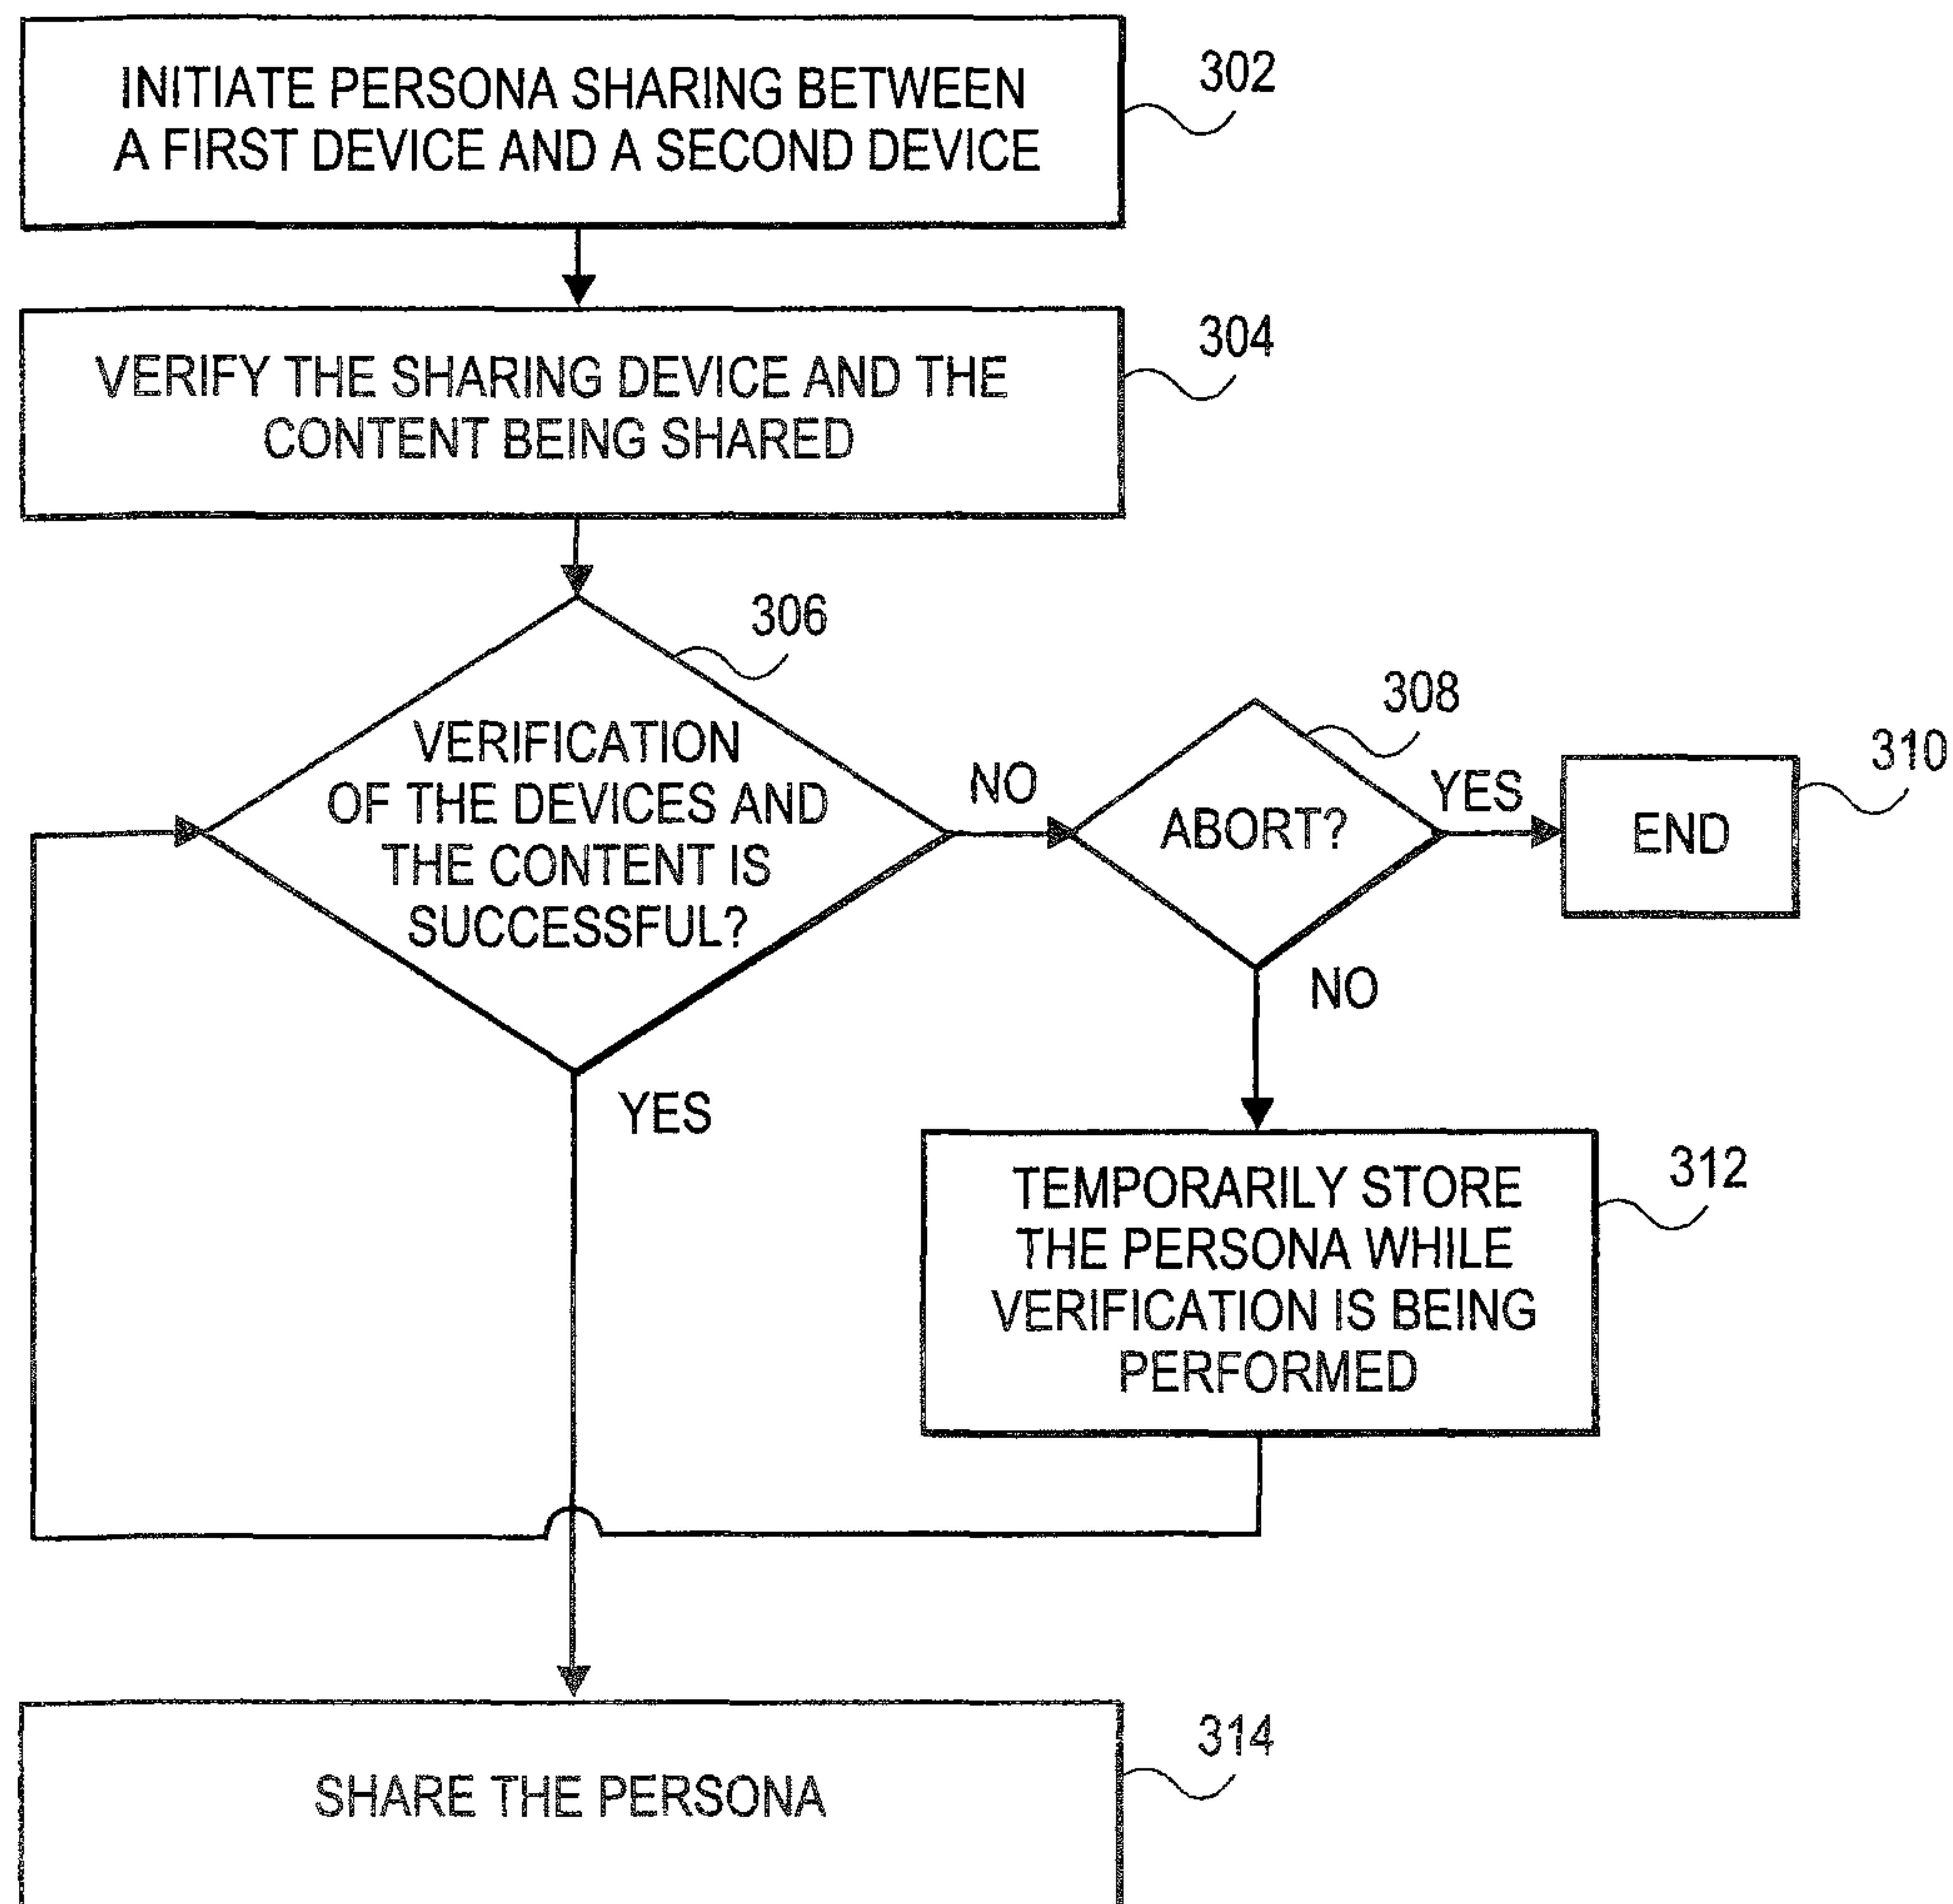 INITIATE PERSONA SHARING BETWEEN
A FIRST DEVICE AND A SECOND DEVICE
302
VERIFY THE SHARING DEVICE AND THE
CONTENT BEING SHARED
304
306
VERIFICATION
OF THE DEVICES AND
THE CONTENT IS
SUCCESSFUL?
NO
308
ABORT?
YES
310
END
NO
YES
312
TEMPORARILY STORE
THE PERSONA WHILE
VERIFICATION IS BEING
PERFORMED
314
SHARE THE PERSONA